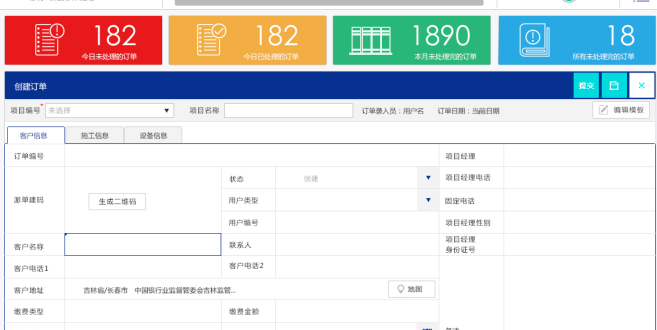 182
今日未处理的订单
182
今日已处理的订单
1890
本月未处理完的订单
18
所有未处理完的订单
创建订单
提交
项目编号* 未选择
项目名称
订单录入员：用户名
订单日期：当前日期
编辑模板
客户信息
施工信息
设备信息
订单编号
项目经理
状态
创建
项目经理电话
派单建码
生成二维码
用户类型
固定电话
用户编号
项目经理性别
客户名称
联系人
项目经理
身份证号
客户电话1
客户电话2
客户地址
吉林省/长春市 中国银行业监督管委会吉林监管...
地图
缴费类型
缴费金额